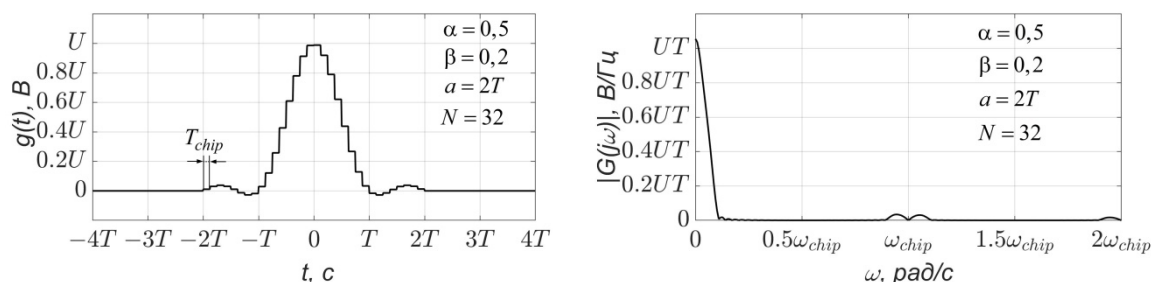 U
0.8U
0.6U
0.4U
0.2U
0
g(t), В
T_chip
α = 0,5
β = 0,2
a = 2T
N = 32
−4T −3T −2T −T 0 T 2T 3T 4T
t, с
UT
0.8UT
0.6UT
0.4UT
0.2UT
0
|G(jω)|, В/Гц
α = 0,5
β = 0,2
a = 2T
N = 32
0 0.5ω_chip ω_chip 1.5ω_chip 2ω_chip
ω, рад/с